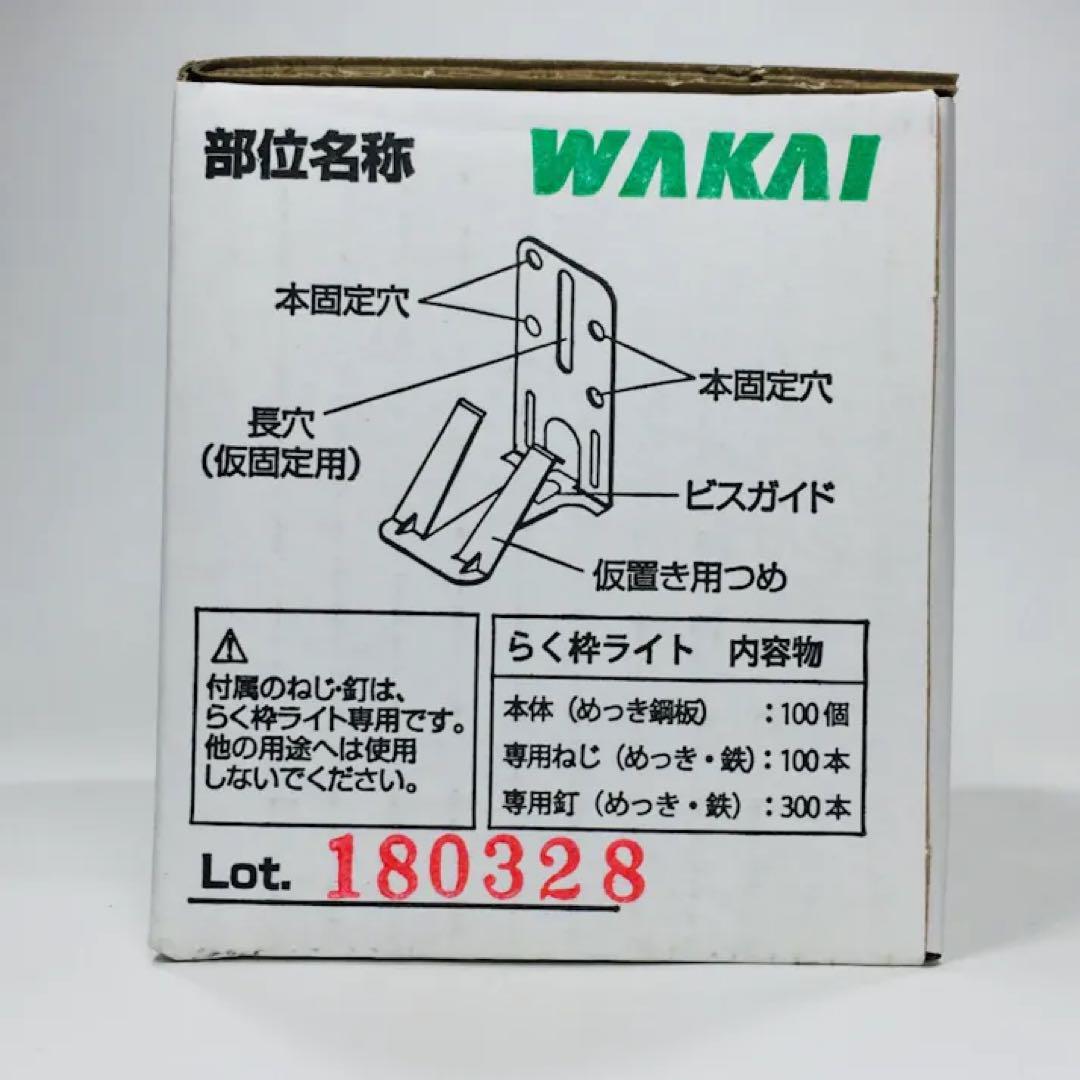 部位名称
WAKAI
本固定穴
本固定穴
長穴
(仮固定用)
ビスガイド
仮置き用つめ
付属のねじ・釘は、
らく枠ライト専用です。
他の用途へは使用
しないでください。
らく枠ライト 内容物
本体(めっき鋼板) :100個
専用ねじ(めっき・鉄):100本
専用釘(めっき・鉄):300本
Lot. 180328